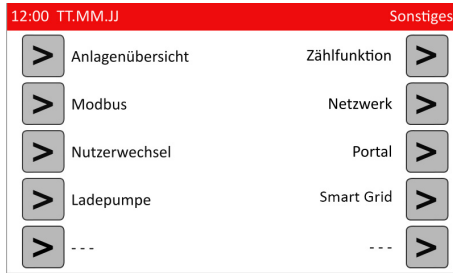 12:00 TT.MM.JJ Sonstiges
> Anlagenübersicht Zählfunktion >
> Modbus Netzwerk >
> Nutzerwechsel Portal >
> Ladepumpe Smart Grid >
> - - - - - - >